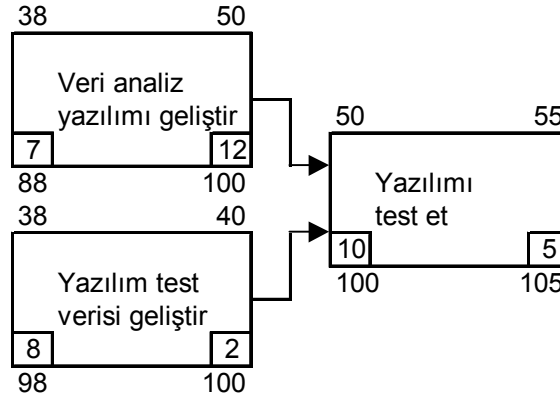 38 50
Veri analiz
yazılımı geliştir
7 12
88 100
38 40
Yazılım test
verisi geliştir
8 2
98 100
50 55
Yazılımı
test et
10 5
100 105